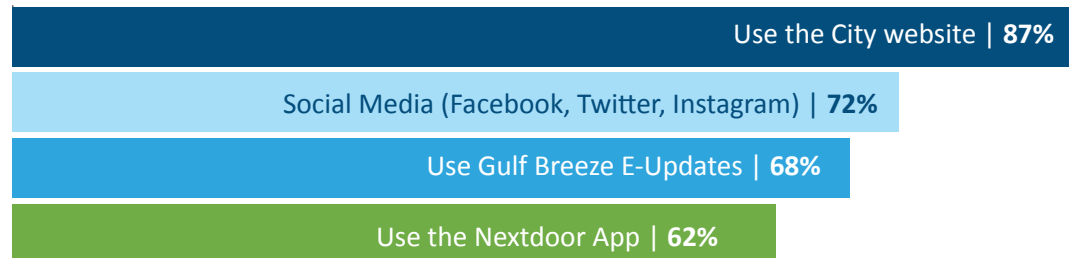 Use the City website | 87%
Social Media (Facebook, Twitter, Instagram) | 72%
Use Gulf Breeze E-Updates | 68%
Use the Nextdoor App | 62%